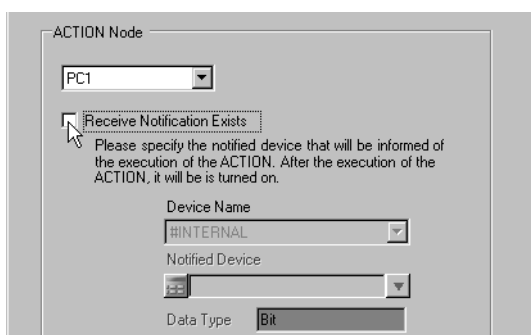 ACTION Node
PC1
Receive Notification Exists
Please specify the notified device that will be informed of
the execution of the ACTION. After the execution of the
ACTION, it will be is turned on.
Device Name
#INTERNAL
Notified Device
Data Type Bit